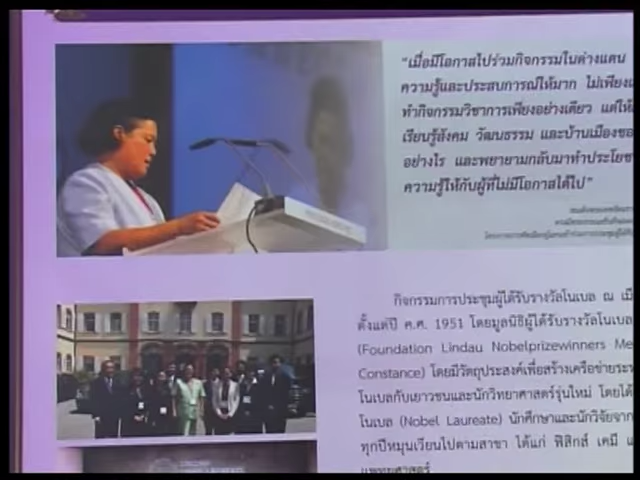 "เมื่อมีโอกาสไปร่วมกิจกรรมในต่างแดน
ความรู้และประสบการณ์ให้มาก ไม่เพียง
ทำกิจกรรมวิชาการเพียงอย่างเดียว แต่ให้
เรียนรู้สังคม วัฒนธรรม และบ้านเมืองของ
อย่างไร และพยายามกลับมาทำประโยช
ความรู้ให้กับผู้ที่ไม่มีโอกาสได้ไป"
กิจกรรมการประชุมผู้ได้รับรางวัลโนเบล ณ เมื
ตั้งแต่ปี ค.ศ. 1951 โดยมูลนิธิผู้ได้รับรางวัลโนเบล
(Foundation Lindau Nobelprizewinners Me
Constance) โดยมีวัตถุประสงค์เพื่อสร้างเครือข่ายระห
โนเบลกับเยาวชนและนักวิทยาศาสตร์รุ่นใหม่ โดยได้
โนเบล (Nobel Laureate) นักศึกษาและนักวิจัยจาก
ทุกปีหมุนเวียนไปตามสาขา ได้แก่ ฟิสิกส์ เคมี แ
แพทยศาสตร์